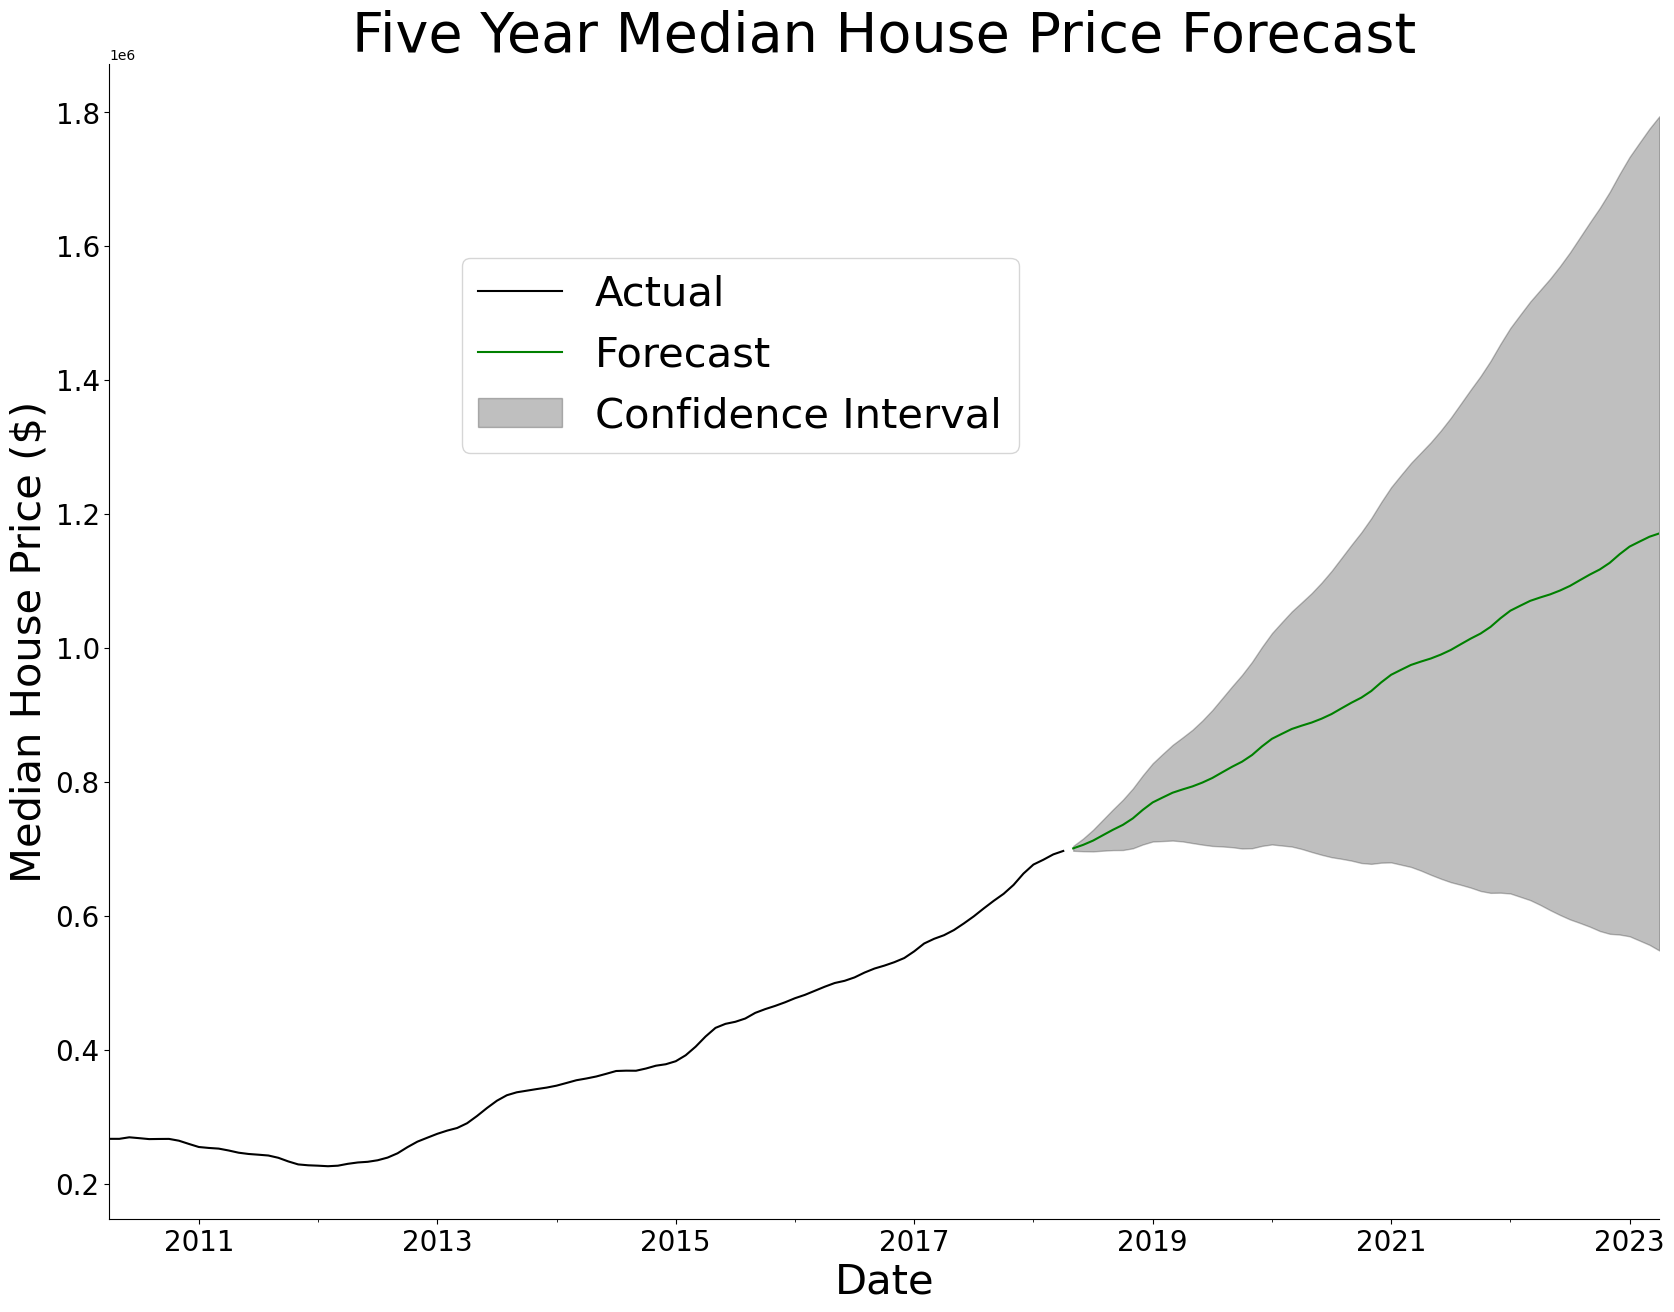 Five Year Median House Price Forecast
1e6
1.8
1.6
1.4
1.2
1.0
0.8
0.6
0.4
0.2
Median House Price ($)
Actual
Forecast
Confidence Interval
2011 2013 2015 2017 2019 2021 2023
Date